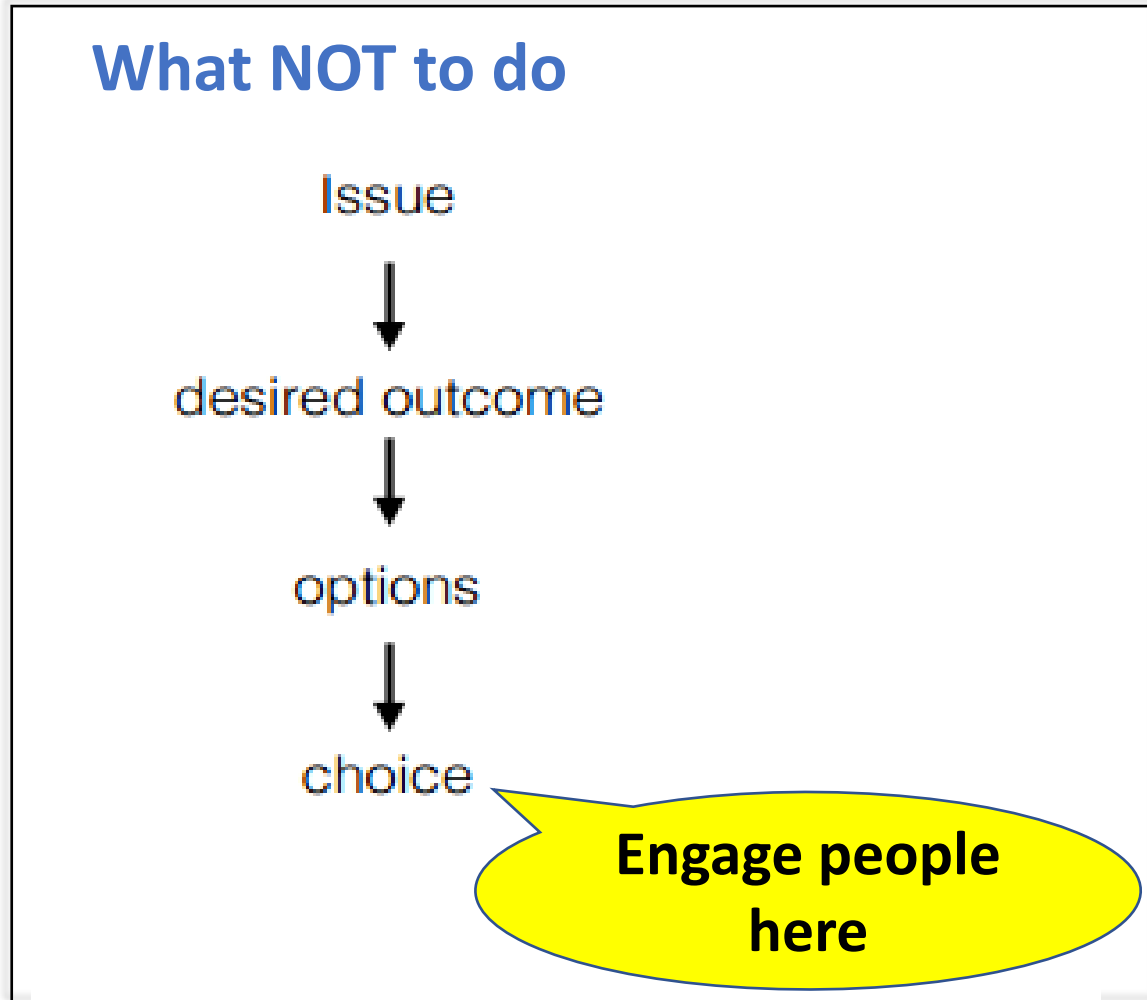 What NOT to do
Issue
desired outcome
options
choice
Engage people
here